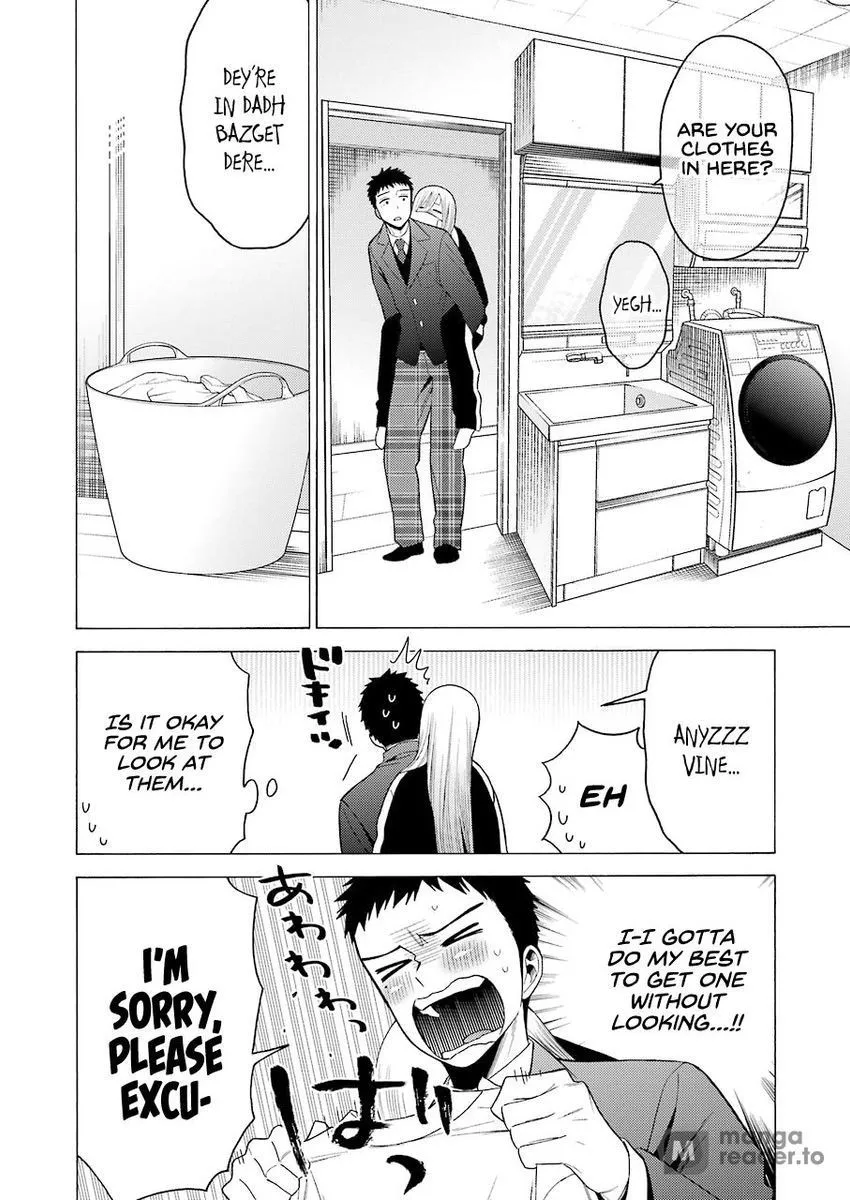 ARE YOUR
CLOTHES
IN HERE?
YEGH...
DEY'RE
IN DADH
BAZGET
DERE...
ANYZZZ
VINE...
EH
ドキィッ
IS IT OKAY
FOR ME TO
LOOK AT
THEM...
I-I GOTTA
DO MY BEST
TO GET ONE
WITHOUT
LOOKING...!!
あわわわっ
ばっ
I'M
SORRY,
PLEASE
EXCU-
M manga
reader.to